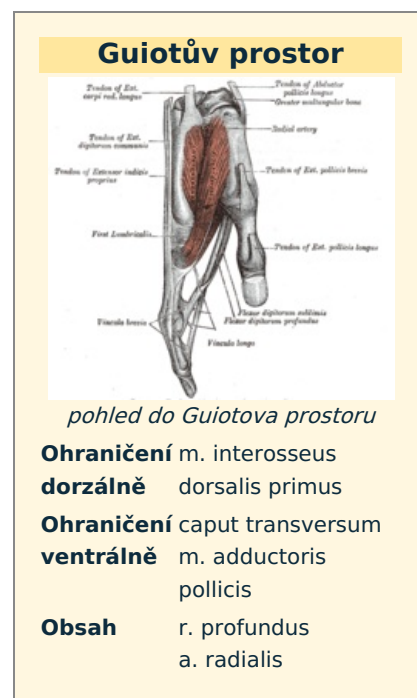 Guiotův prostor
Tendon of Ext. carpi rad. longus
Tendon of Abductor pollicis longus
Greater multangular bone
Radial artery
Tendon of Ext. digitorum communis
Tendon of Extensor indicis proprius
Tendon of Ext. pollicis brevis
First Lumbricalis
Tendon of Ext. pollicis longus
Flexor digitorum sublimis
Flexor digitorum profundus
Vincula brevia
Vincula longa
pohled do Guiotova prostoru
Ohraničení dorzálně m. interosseus dorsalis primus
Ohraničení ventrálně caput transversum m. adductoris pollicis
Obsah r. profundus a. radialis